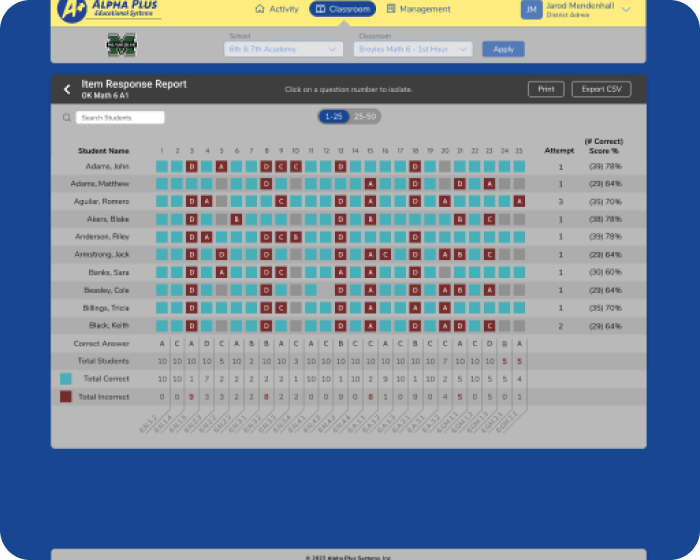 A+ ALPHA PLUS
Educational Systems
Activity Classroom Management
JM Jarod Mendenhall
District Admin
School
6th & 7th Academy
Classroom
Broyles Math 6 - 1st Hour
Apply
Item Response Report
OK Math 6 A1
Click on a question number to isolate.
Print Export CSV
Search Students
1-25 25-50
Student Name 1 2 3 4 5 6 7 8 9 10 11 12 13 14 15 16 17 18 19 20 21 22 23 24 25 Attempt (# Correct) Score %
Adams, John D A D C C D D 1 (39) 78%
Adams, Matthew D A D D A 1 (29) 64%
Aguilar, Romero D A C D A D A A 3 (35) 70%
Akers, Blake D B D B B C 1 (38) 78%
Anderson, Riley D A D C B D D 1 (39) 78%
Armstrong, Jack D D D D A C D A B C 1 (29) 64%
Banks, Sara D A D C A A D 1 (30) 60%
Beasley, Cole D D D A D A B A 1 (29) 64%
Billings, Tricia D D C D A A A 1 (35) 70%
Black, Keith D D D A D A D C 2 (29) 64%
Correct Answer A C A D C A B B A C A C B C C A C B C C A C D B A
Total Students 10 10 10 10 5 10 2 10 10 3 10 10 10 10 10 10 10 10 10 7 10 10 10 5 5
Total Correct 10 10 1 7 2 2 2 2 2 1 10 10 1 10 2 9 10 1 10 2 5 10 5 5 4
Total Incorrect 0 0 9 3 3 2 2 8 2 2 0 0 9 0 8 1 0 9 0 4 5 0 5 0 1
© 2022 Alpha Plus Systems, Inc.